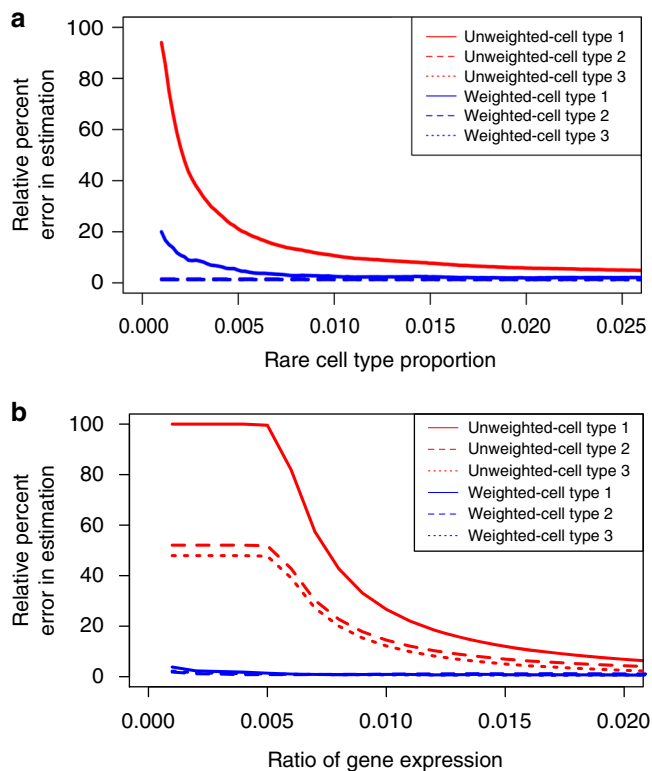 a
Relative percent
error in estimation
100
80
60
40
20
0
Unweighted-cell type 1
Unweighted-cell type 2
Unweighted-cell type 3
Weighted-cell type 1
Weighted-cell type 2
Weighted-cell type 3
0.000 0.005 0.010 0.015 0.020 0.025
Rare cell type proportion
b
Relative percent
error in estimation
100
80
60
40
20
0
Unweighted-cell type 1
Unweighted-cell type 2
Unweighted-cell type 3
Weighted-cell type 1
Weighted-cell type 2
Weighted-cell type 3
0.000 0.005 0.010 0.015 0.020
Ratio of gene expression